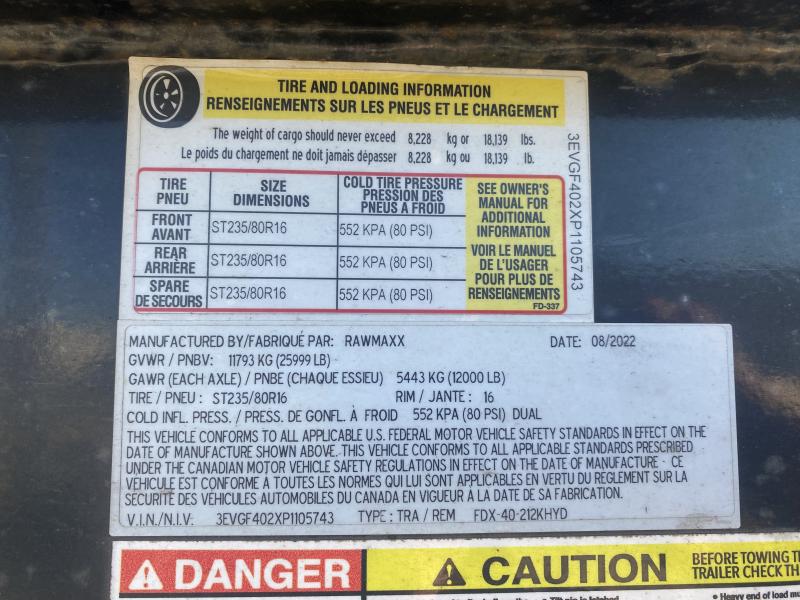 TIRE AND LOADING INFORMATION
RENSEIGNEMENTS SUR LES PNEUS ET LE CHARGEMENT
The weight of cargo should never exceed 8,228 kg or 18,139 lbs.
Le poids du chargement ne doit jamais dépasser 8,228 kg ou 18,139 lb.
TIRE
PNEU
SIZE
DIMENSIONS
COLD TIRE PRESSURE
PRESSION DES
PNEUS A FROID
FRONT
AVANT
ST235/80R16
552 KPA (80 PSI)
REAR
ARRIÈRE
ST235/80R16
552 KPA (80 PSI)
SPARE
DE SECOURS
ST235/80R16
552 KPA (80 PSI)
SEE OWNER'S
MANUAL FOR
ADDITIONAL
INFORMATION
VOIR LE MANUEL
DE L'USAGER
POUR PLUS DE
RENSEIGNEMENTS
FD-337
3EVGF402XP1105743
MANUFACTURED BY/FABRIQUÉ PAR: RAWMAXX DATE: 08/2022
GVWR / PNBV: 11793 KG (25999 LB)
GAWR (EACH AXLE) / PNBE (CHAQUE ESSIEU) 5443 KG (12000 LB)
TIRE / PNEU : ST235/80R16 RIM / JANTE : 16
COLD INFL. PRESS. / PRESS. DE GONFL. À FROID 552 KPA (80 PSI) DUAL
THIS VEHICLE CONFORMS TO ALL APPLICABLE U.S. FEDERAL MOTOR VEHICLE SAFETY STANDARDS IN EFFECT ON THE
DATE OF MANUFACTURE SHOWN ABOVE. THIS VEHICLE CONFORMS TO ALL APPLICABLE STANDARDS PRESCRIBED
UNDER THE CANADIAN MOTOR VEHICLE SAFETY REGULATIONS IN EFFECT ON THE DATE OF MANUFACTURE - CE
VÉHICULE EST CONFORME A TOUTES LES NORMES QUI LUI SONT APPLICABLES EN VERTU DU REGLEMENT SUR LA
SÉCURITÉ DES VÉHICULES AUTOMOBILES DU CANADA EN VIGUEUR À LA DATE DE SA FABRICATION.
V.I.N./N.I.V. 3EVGF402XP1105743 TYPE : TRA / REM FDX-40-212KHYD
DANGER
CAUTION
BEFORE TOWING TH
TRAILER CHECK TH
• Heavy end of load mu